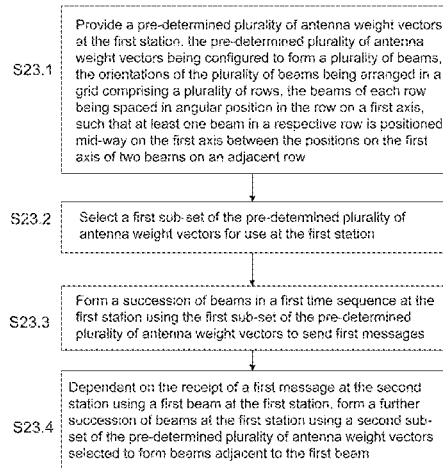 S23.1
Provide a pre-determined plurality of antenna weight vectors
at the first station, the pre-determined plurality of antenna
weight vectors being configured to form a plurality of beams,
the orientations of the plurality of beams being arranged in a
grid comprising a plurality of rows, the beams of each row
being spaced in angular position in the row on a first axis,
such that at least one beam in a respective row is positioned
mid-way on the first axis between the positions on the first
axis of two beams on an adjacent row
S23.2
Select a first sub-set of the pre-determined plurality of
antenna weight vectors for use at the first station
S23.3
Form a succession of beams in a first time sequence at the
first station using the first sub-set of the pre-determined
plurality of antenna weight vectors to send first messages
S23.4
Dependent on the receipt of a first message at the second
station using a first beam at the first station, form a further
succession of beams at the first station using a second sub-
set of the pre-determined plurality of antenna weight vectors
selected to form beams adjacent to the first beam